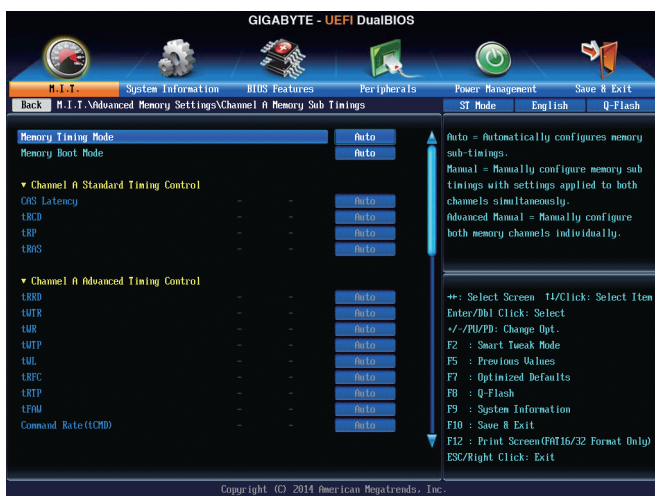 GIGABYTE - UEFI DualBIOS
M.I.T. System Information BIOS Features Peripherals Power Management Save & Exit
Back M.I.T.\Advanced Memory Settings\Channel A Memory Sub Timings ST Mode English Q-Flash
Memory Timing Mode Auto
Memory Boot Mode Auto
▼ Channel A Standard Timing Control
CAS Latency - - Auto
tRCD - - Auto
tRP - - Auto
tRAS - - Auto
▼ Channel A Advanced Timing Control
tRRD - - Auto
tWTR - - Auto
tWR - - Auto
tWTP - - Auto
tWL - - Auto
tRFC - - Auto
tRTP - - Auto
tFAW - - Auto
Command Rate(tCMD) - - Auto
Auto = Automatically configures memory
sub-timings.
Manual = Manually configure memory sub
timings with settings applied to both
channels simultaneously.
Advanced Manual = Manually configure
both memory channels individually.
→←: Select Screen ↑↓/Click: Select Item
Enter/Dbl Click: Select
+/-/PU/PD: Change Opt.
F2 : Smart Tweak Mode
F5 : Previous Values
F7 : Optimized Defaults
F8 : Q-Flash
F9 : System Information
F10 : Save & Exit
F12 : Print Screen(FAT16/32 Format Only)
ESC/Right Click: Exit
Copyright (C) 2014 American Megatrends, Inc.